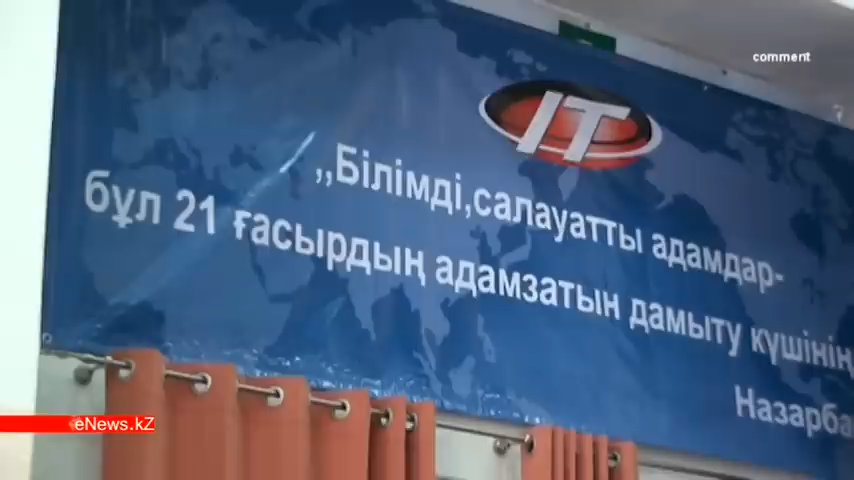 comment
IT
„Білімді,салауатты адамдар-
бұл 21 ғасырдың адамзатын дамыту күшінің
Назарба
eNews.kZ